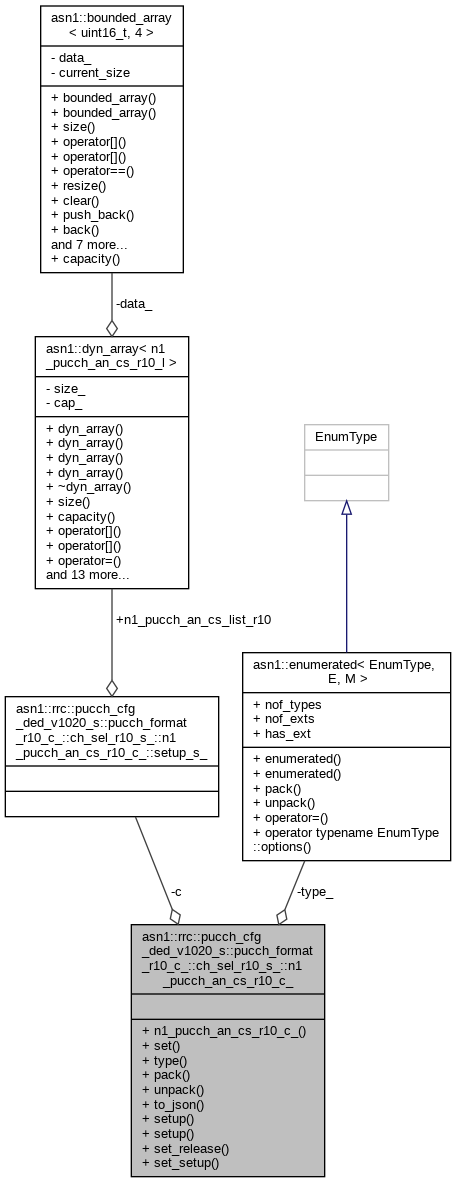 asn1::bounded_array
< uint16_t, 4 >
- data_
- current_size
+ bounded_array()
+ bounded_array()
+ size()
+ operator[]()
+ operator[]()
+ operator==()
+ resize()
+ clear()
+ push_back()
+ back()
and 7 more...
+ capacity()
-data_
asn1::dyn_array< n1
_pucch_an_cs_r10_l >
- size_
- cap_
+ dyn_array()
+ dyn_array()
+ dyn_array()
+ dyn_array()
+ ~dyn_array()
+ size()
+ capacity()
+ operator[]()
+ operator[]()
+ operator=()
and 13 more...
EnumType
+n1_pucch_an_cs_list_r10
asn1::rrc::pucch_cfg
_ded_v1020_s::pucch_format
_r10_c_::ch_sel_r10_s_::n1
_pucch_an_cs_r10_c_::setup_s_
asn1::enumerated< EnumType,
E, M >
+ nof_types
+ nof_exts
+ has_ext
+ enumerated()
+ enumerated()
+ pack()
+ unpack()
+ operator=()
+ operator typename EnumType
::options()
-c
-type_
asn1::rrc::pucch_cfg
_ded_v1020_s::pucch_format
_r10_c_::ch_sel_r10_s_::n1
_pucch_an_cs_r10_c_
+ n1_pucch_an_cs_r10_c_()
+ set()
+ type()
+ pack()
+ unpack()
+ to_json()
+ setup()
+ setup()
+ set_release()
+ set_setup()